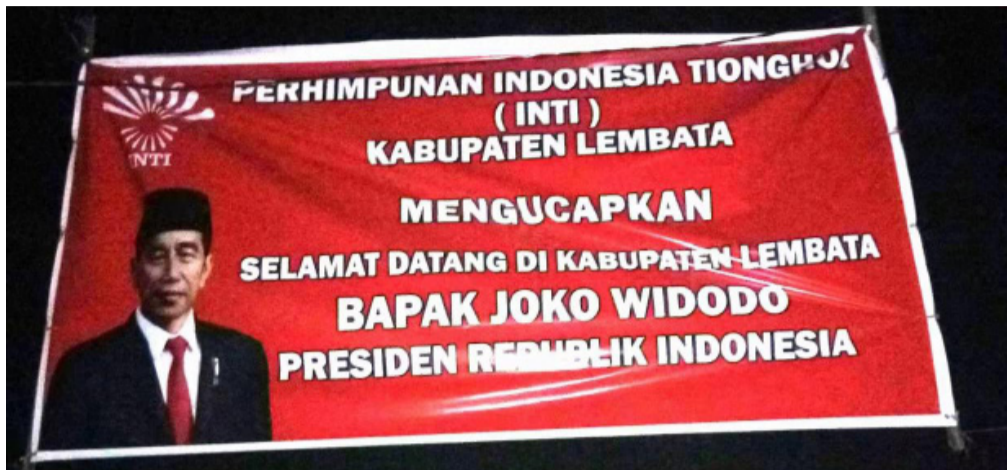 INTI
PERHIMPUNAN INDONESIA TIONGHOA
( INTI )
KABUPATEN LEMBATA
MENGUCAPKAN
SELAMAT DATANG DI KABUPATEN LEMBATA
BAPAK JOKO WIDODO
PRESIDEN REPUBLIK INDONESIA